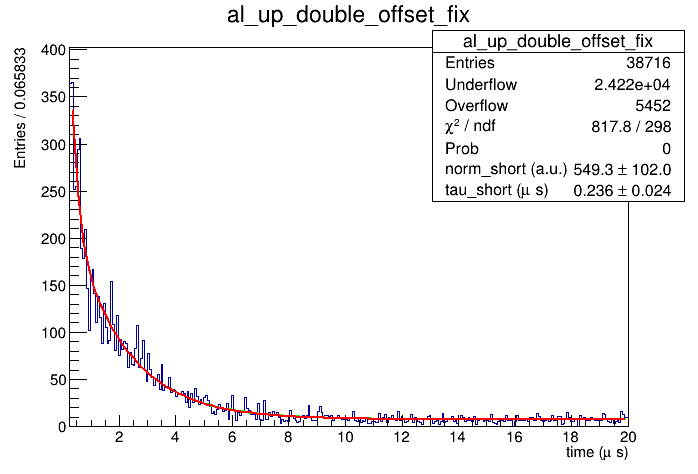 al_up_double_offset_fix
al_up_double_offset_fix
Entries 38716
Underflow 2.422e+04
Overflow 5452
χ² / ndf 817.8 / 298
Prob 0
norm_short (a.u.) 549.3 ± 102.0
tau_short (μ s) 0.236 ± 0.024
Entries / 0.065833
400
350
300
250
200
150
100
50
0
2 4 6 8 10 12 14 16 18 20
time (μ s)